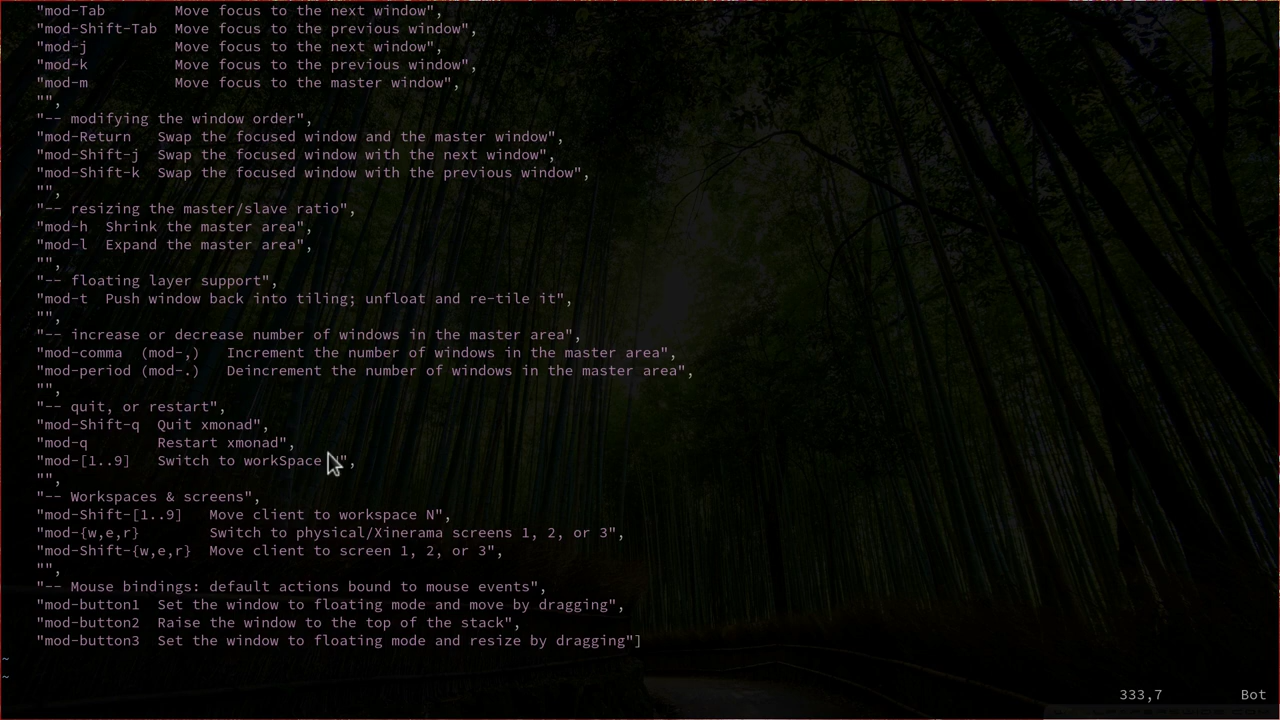 "mod-Tab        Move focus to the next window",
"mod-Shift-Tab  Move focus to the previous window",
"mod-j          Move focus to the next window",
"mod-k          Move focus to the previous window",
"mod-m          Move focus to the master window",
"",
"-- modifying the window order",
"mod-Return   Swap the focused window and the master window",
"mod-Shift-j  Swap the focused window with the next window",
"mod-Shift-k  Swap the focused window with the previous window",
"",
"-- resizing the master/slave ratio",
"mod-h  Shrink the master area",
"mod-l  Expand the master area",
"",
"-- floating layer support",
"mod-t  Push window back into tiling; unfloat and re-tile it",
"",
"-- increase or decrease number of windows in the master area",
"mod-comma  (mod-,)   Increment the number of windows in the master area",
"mod-period (mod-.)   Deincrement the number of windows in the master area",
"",
"-- quit, or restart",
"mod-Shift-q  Quit xmonad",
"mod-q        Restart xmonad",
"mod-[1..9]   Switch to workSpace ",
"",
"-- Workspaces & screens",
"mod-Shift-[1..9]   Move client to workspace N",
"mod-{w,e,r}        Switch to physical/Xinerama screens 1, 2, or 3",
"mod-Shift-{w,e,r}  Move client to screen 1, 2, or 3",
"",
"-- Mouse bindings: default actions bound to mouse events",
"mod-button1  Set the window to floating mode and move by dragging",
"mod-button2  Raise the window to the top of the stack",
"mod-button3  Set the window to floating mode and resize by dragging"]
~
~
333,7          Bot